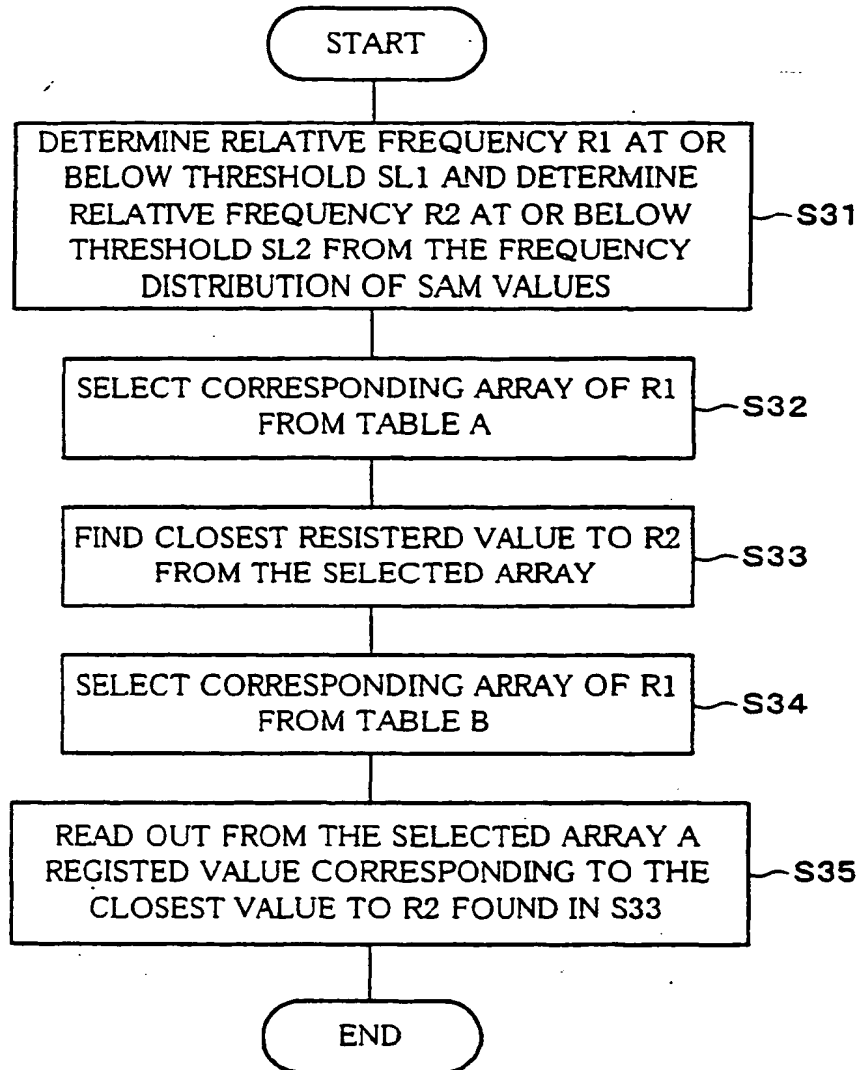 START
DETERMINE RELATIVE FREQUENCY R1 AT OR
BELOW THRESHOLD SL1 AND DETERMINE
RELATIVE FREQUENCY R2 AT OR BELOW
THRESHOLD SL2 FROM THE FREQUENCY
DISTRIBUTION OF SAM VALUES
S31
SELECT CORRESPONDING ARRAY OF R1
FROM TABLE A
S32
FIND CLOSEST RESISTERD VALUE TO R2
FROM THE SELECTED ARRAY
S33
SELECT CORRESPONDING ARRAY OF R1
FROM TABLE B
S34
READ OUT FROM THE SELECTED ARRAY A
REGISTED VALUE CORRESPONDING TO THE
CLOSEST VALUE TO R2 FOUND IN S33
S35
END